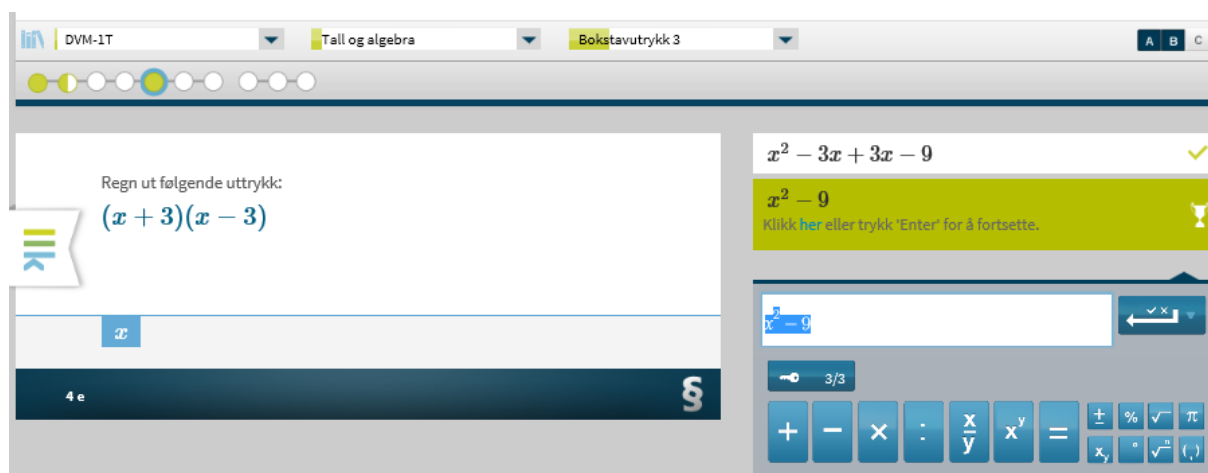 DVM-1T Tall og algebra Bokstavutrykk 3 A B C
Regn ut følgende uttrykk:
(x + 3)(x − 3)
x
4 e §
x² − 3x + 3x − 9
x² − 9
Klikk her eller trykk 'Enter' for å fortsette.
x² − 9
3/3
+ − × : x/y xʸ = ± % √ π
xᵧ ° ⁿ√ (,)